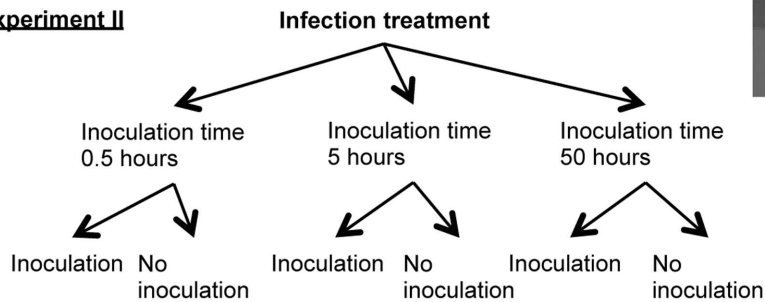 xperiment II
Infection treatment
Inoculation time
0.5 hours
Inoculation time
5 hours
Inoculation time
50 hours
Inoculation
No
inoculation
Inoculation
No
inoculation
Inoculation
No
inoculation